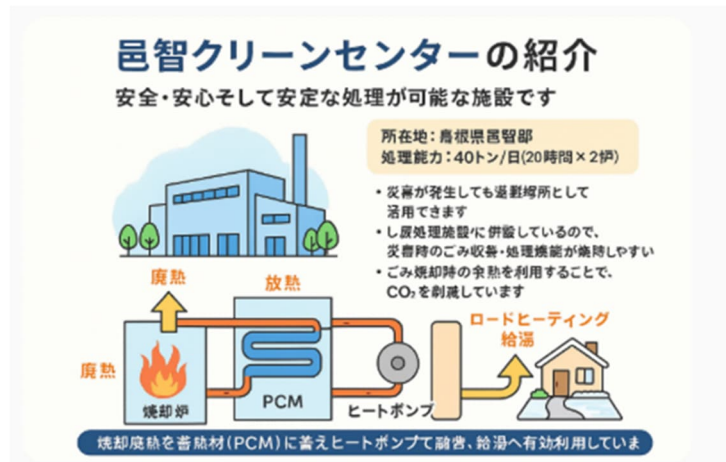 邑智クリーンセンターの紹介
安全・安心そして安定な処理が可能な施設です
所在地：島根県邑智郡
処理能力：40トン/日(20時間×2炉)
・災害が発生しても避難場所として
活用できます
・し尿処理施設に併設しているので、
災害時のごみ収集・処理機能が維持しやすい
・ごみ焼却時の余熱を利用することで、
CO₂を削減しています
廃熱
放熱
ロードヒーティング
給湯
廃熱
焼却炉
PCM
ヒートポンプ
焼却廃熱を蓄熱材(PCM)に蓄えヒートポンプで融雪、給湯へ有効利用していま